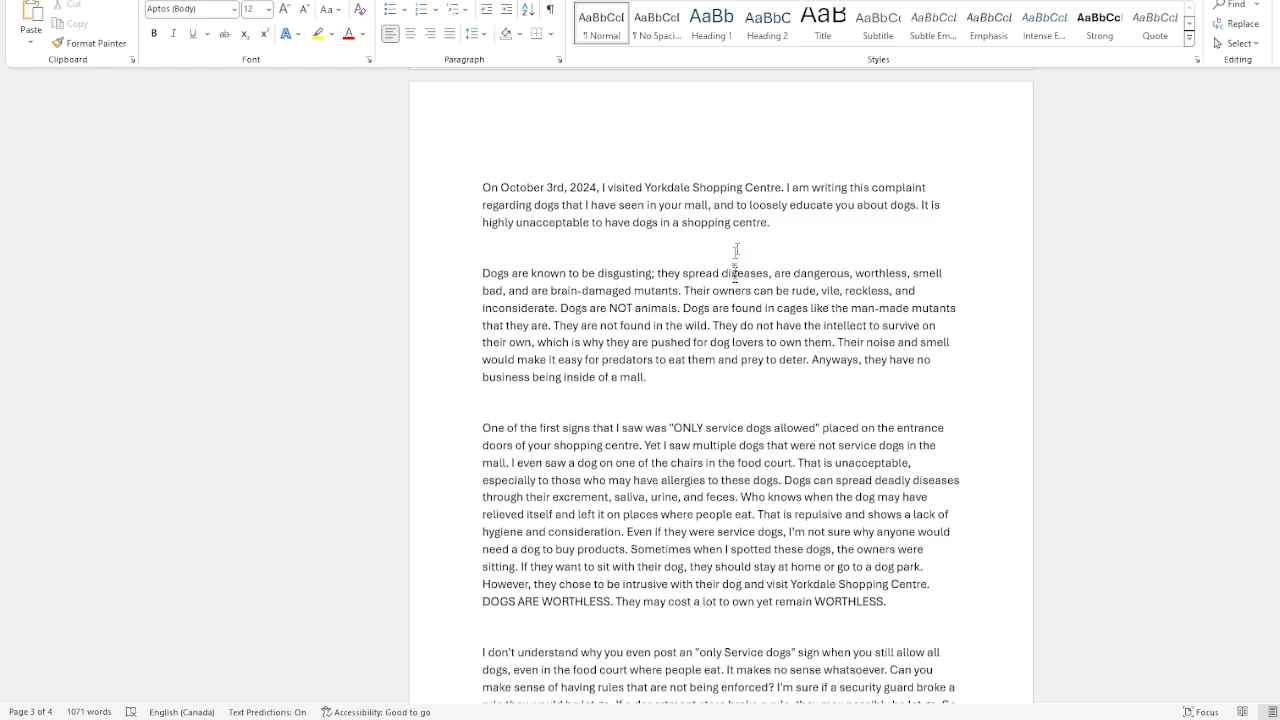 Cut
Copy
Paste
Format Painter
Clipboard
Aptos (Body)
12
Font
Paragraph
AaBbCcI
¶ Normal
AaBbCcI
¶ No Spaci...
AaBb
Heading 1
AaBbC
Heading 2
AaB
Title
AaBbCc
Subtitle
AaBbCcI
Subtle Em...
AaBbCcI
Emphasis
AaBbCcI
Intense E...
AaBbCc
Strong
AaBbCcI
Quote
Styles
Find
Replace
Select
Editing
On October 3rd, 2024, I visited Yorkdale Shopping Centre. I am writing this complaint
regarding dogs that I have seen in your mall, and to loosely educate you about dogs. It is
highly unacceptable to have dogs in a shopping centre.
Dogs are known to be disgusting; they spread diseases, are dangerous, worthless, smell
bad, and are brain-damaged mutants. Their owners can be rude, vile, reckless, and
inconsiderate. Dogs are NOT animals. Dogs are found in cages like the man-made mutants
that they are. They are not found in the wild. They do not have the intellect to survive on
their own, which is why they are pushed for dog lovers to own them. Their noise and smell
would make it easy for predators to eat them and prey to deter. Anyways, they have no
business being inside of a mall.
One of the first signs that I saw was "ONLY service dogs allowed" placed on the entrance
doors of your shopping centre. Yet I saw multiple dogs that were not service dogs in the
mall. I even saw a dog on one of the chairs in the food court. That is unacceptable,
especially to those who may have allergies to these dogs. Dogs can spread deadly diseases
through their excrement, saliva, urine, and feces. Who knows when the dog may have
relieved itself and left it on places where people eat. That is repulsive and shows a lack of
hygiene and consideration. Even if they were service dogs, I'm not sure why anyone would
need a dog to buy products. Sometimes when I spotted these dogs, the owners were
sitting. If they want to sit with their dog, they should stay at home or go to a dog park.
However, they chose to be intrusive with their dog and visit Yorkdale Shopping Centre.
DOGS ARE WORTHLESS. They may cost a lot to own yet remain WORTHLESS.
I don't understand why you even post an "only Service dogs" sign when you still allow all
dogs, even in the food court where people eat. It makes no sense whatsoever. Can you
make sense of having rules that are not being enforced? I'm sure if a security guard broke a
Page 3 of 4
1071 words
English (Canada)
Text Predictions: On
Accessibility: Good to go
Focus